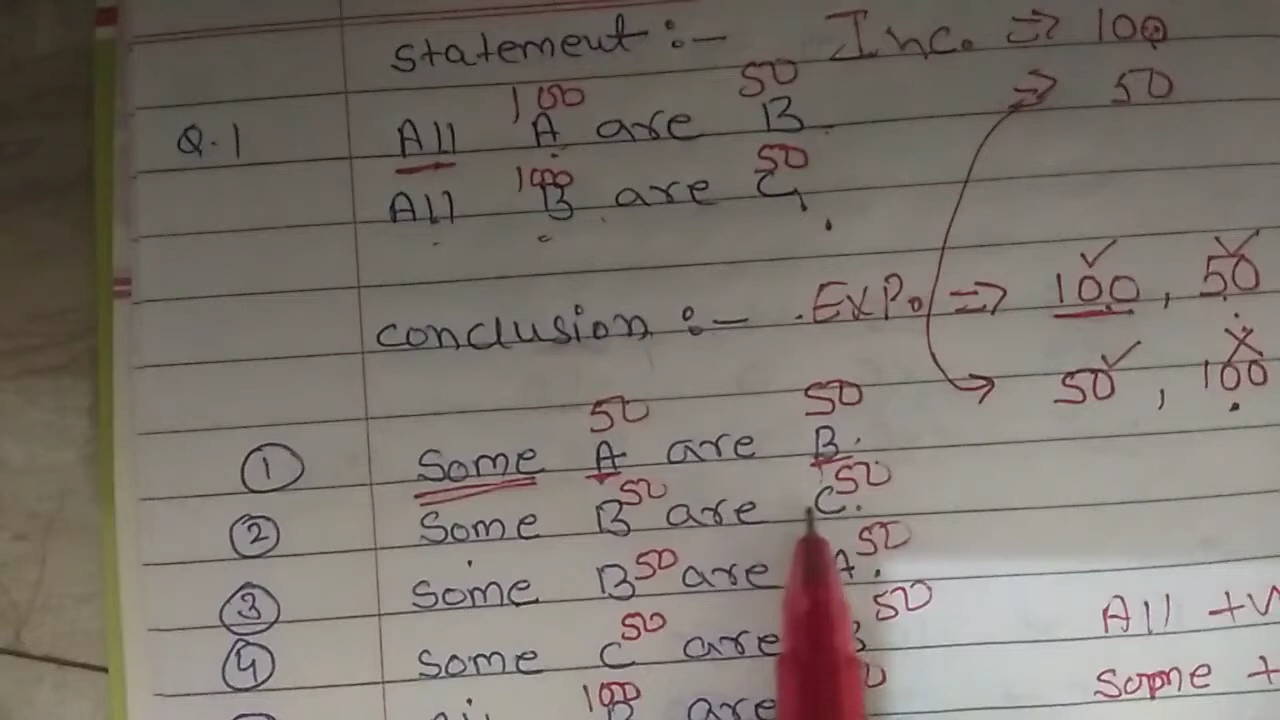 Statement :- Inc. ⇒ 100
100 50 ⇒ 50
Q.1 All A are B
100 50
All B are C
Conclusion :- Exp. ⇒ 100, 50
50, 100
50 50
① Some A are B.
50 50
② Some B are C.
50 50
③ Some B are A.
50 50
④ Some C are B
All +v
Some +
100
B are